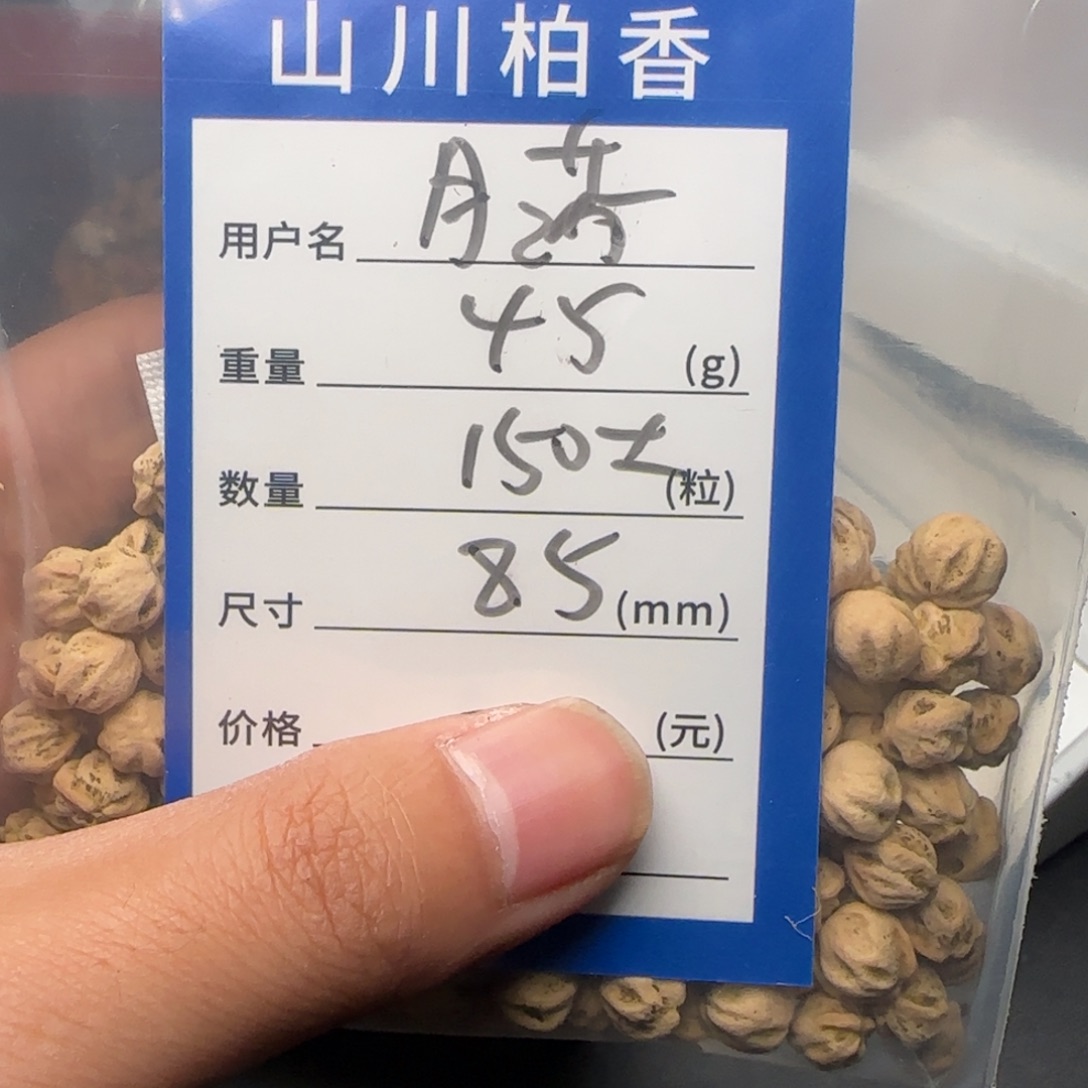 山川柏香
用户名
重量 45 (g)
数量 150± (粒)
尺寸 85 (mm)
价格 (元)